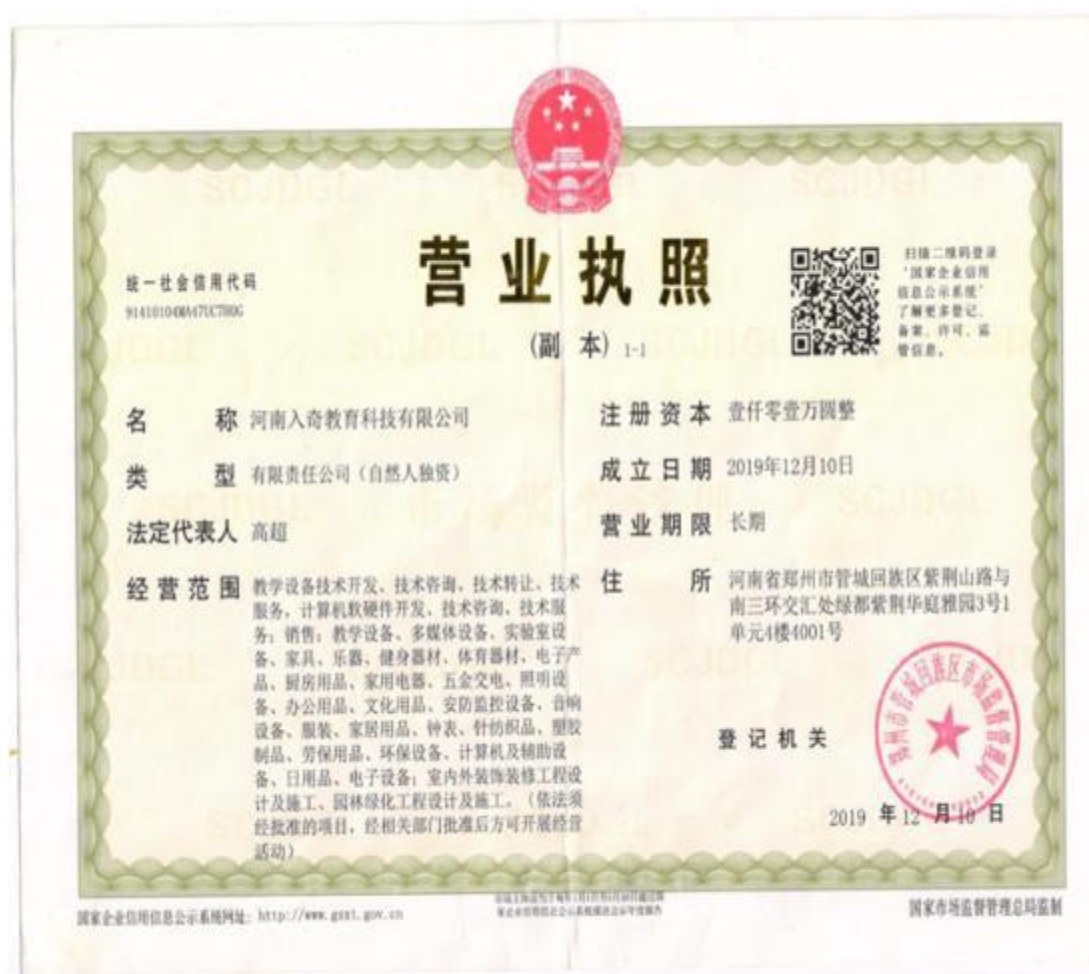 营业执照
(副 本) 1-1
统一社会信用代码
91410104MA47UC7H0G
扫描二维码登录
'国家企业信用
信息公示系统'
了解更多登记、
备案、许可、监
管信息。
名 称 河南入奇教育科技有限公司
类 型 有限责任公司(自然人独资)
法定代表人 高超
经营范围 教学设备技术开发、技术咨询、技术转让、技术
服务,计算机软硬件开发、技术咨询、技术服
务;销售:教学设备、多媒体设备、实验室设
备、家具、乐器、健身器材、体育器材、电子产
品、厨房用品、家用电器、五金交电、照明设
备、办公用品、文化用品、安防监控设备、音响
设备、服装、家居用品、钟表、针纺织品、塑胶
制品、劳保用品、环保设备、计算机及辅助设
备、日用品、电子设备;室内外装饰装修工程设
计及施工、园林绿化工程设计及施工。(依法须
经批准的项目,经相关部门批准后方可开展经营
活动)
注册资本 壹仟零壹万圆整
成立日期 2019年12月10日
营业期限 长期
住 所 河南省郑州市管城回族区紫荆山路与
南三环交汇处绿都紫荆华庭雅园3号1
单元4楼4001号
登记机关
郑州市管城回族区市场监督管理局
2019 年 12 月 10 日
国家企业信用信息公示系统网址: http://www.gsxt.gov.cn
国家市场监督管理总局监制
SCJDGL